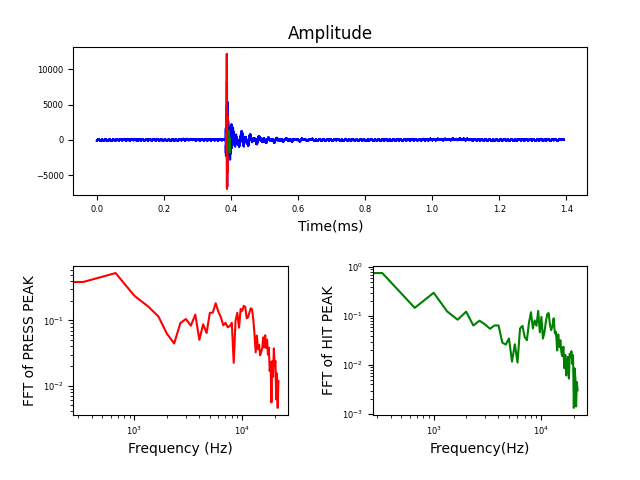 Amplitude
10000
5000
0
−5000
0.0 0.2 0.4 0.6 0.8 1.0 1.2 1.4
Time(ms)
FFT of PRESS PEAK
10⁻¹
10⁻²
10³ 10⁴
Frequency (Hz)
FFT of HIT PEAK
10⁰
10⁻¹
10⁻²
10⁻³
10³ 10⁴
Frequency(Hz)